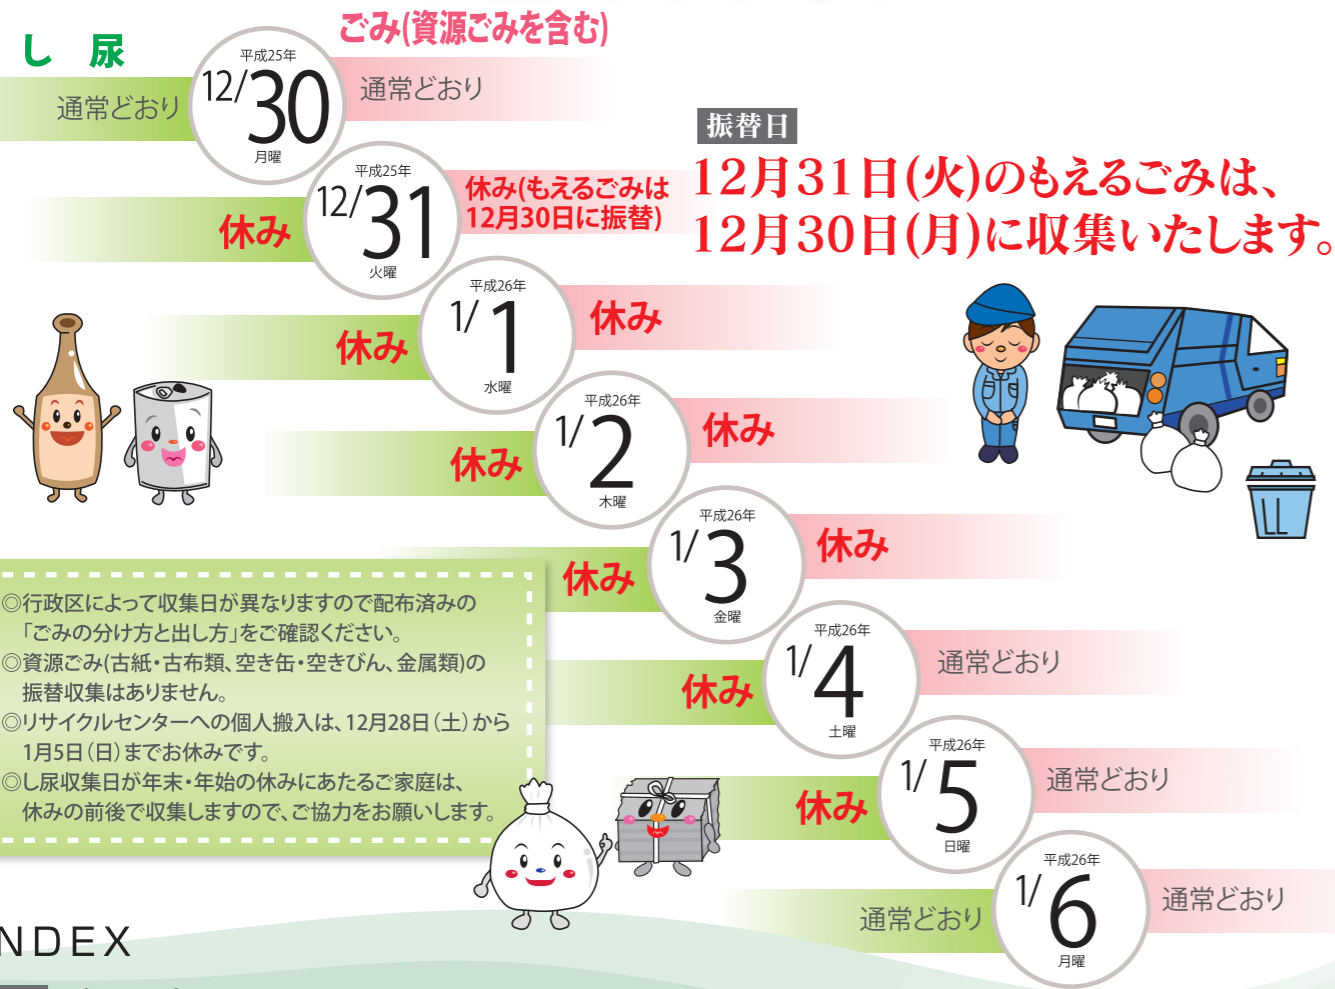 し 尿
ごみ(資源ごみを含む)
通常どおり
平成25年
12/30
月曜
通常どおり
振替日
12月31日(火)のもえるごみは、
12月30日(月)に収集いたします。
休み
平成25年
12/31
火曜
休み(もえるごみは
12月30日に振替)
休み
平成26年
1/1
水曜
休み
休み
平成26年
1/2
木曜
休み
休み
平成26年
1/3
金曜
休み
休み
平成26年
1/4
土曜
通常どおり
休み
平成26年
1/5
日曜
通常どおり
通常どおり
平成26年
1/6
月曜
通常どおり
◎行政区によって収集日が異なりますので配布済みの
「ごみの分け方と出し方」をご確認ください。
◎資源ごみ(古紙・古布類、空き缶・空きびん、金属類)の
振替収集はありません。
◎リサイクルセンターへの個人搬入は、12月28日(土)から
1月5日(日)までお休みです。
◎し尿収集日が年末・年始の休みにあたるご家庭は、
休みの前後で収集しますので、ご協力をお願いします。
NDEX